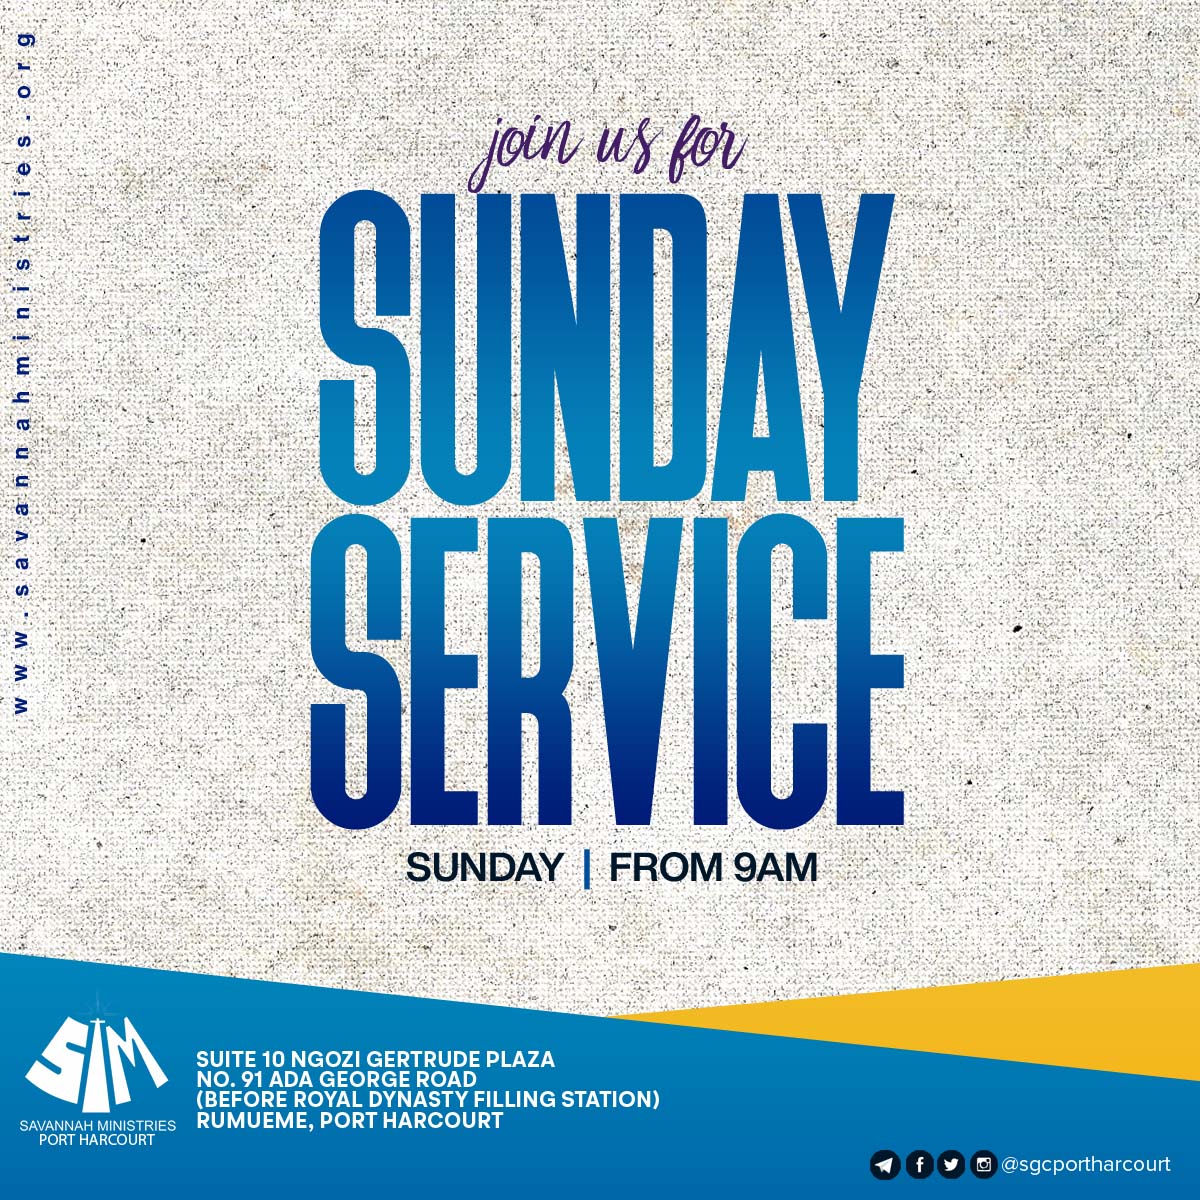 www.savannahministries.org
join us for
SUNDAY
SERVICE
SUNDAY | FROM 9AM
SIM
SAVANNAH MINISTRIES
PORT HARCOURT
SUITE 10 NGOZI GERTRUDE PLAZA
NO. 91 ADA GEORGE ROAD
(BEFORE ROYAL DYNASTY FILLING STATION)
RUMUEME, PORT HARCOURT
@sgcportharcourt